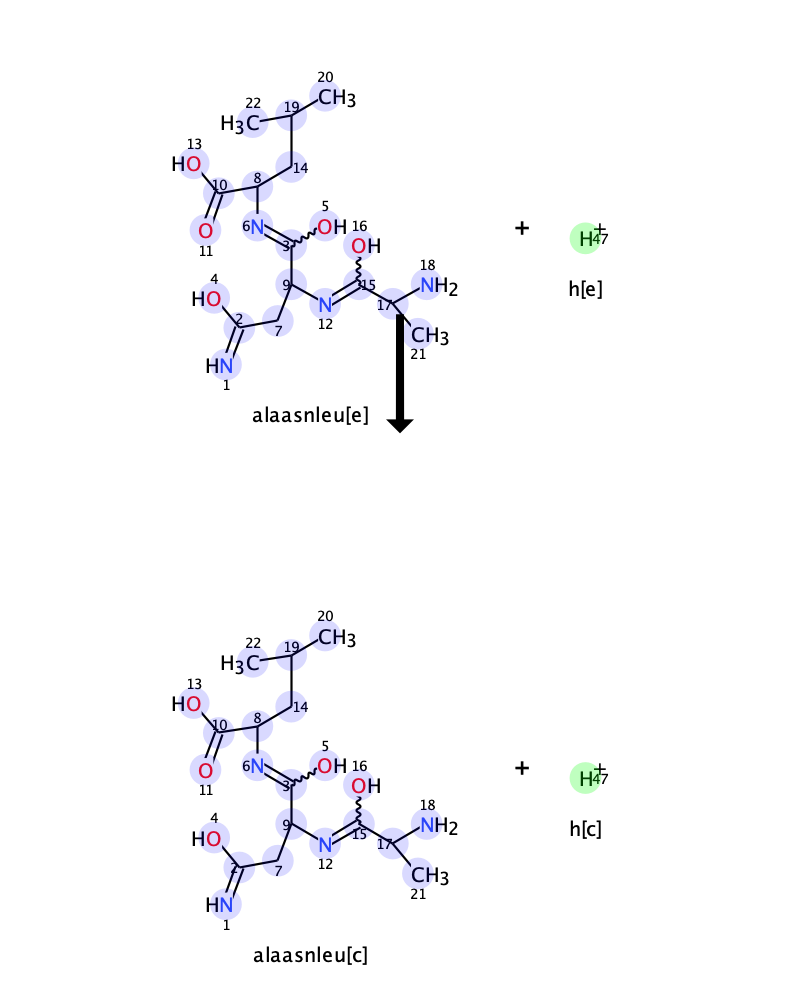 20
22 19 CH3
H3C
13
HO 10 8 14
5
O 6 N 3 OH 16
11 OH +
H 47 +
18
4 9 15 NH2 h[e]
HO 2 N 17
12
7 CH3
HN 21
1
alaasnleu[e]
20
22 19 CH3
H3C
13
HO 10 8 14
5
O 6 N 3 OH 16
11 OH +
H 47 +
18
4 9 15 NH2 h[c]
HO 2 N 17
12
7 CH3
HN 21
1
alaasnleu[c]